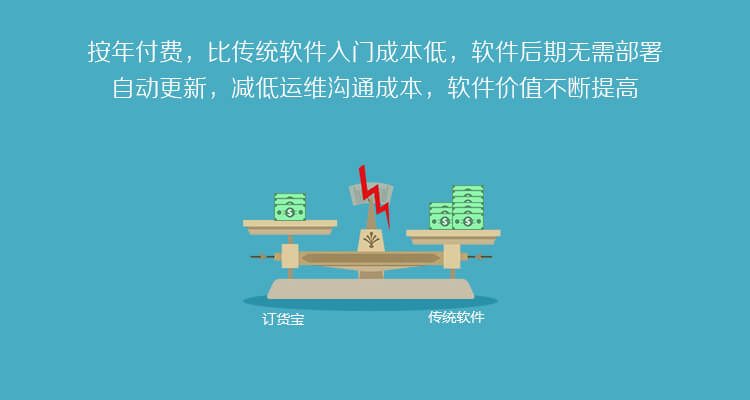 按年付费，比传统软件入门成本低，软件后期无需部署
自动更新，减低运维沟通成本，软件价值不断提高
订货宝
传统软件